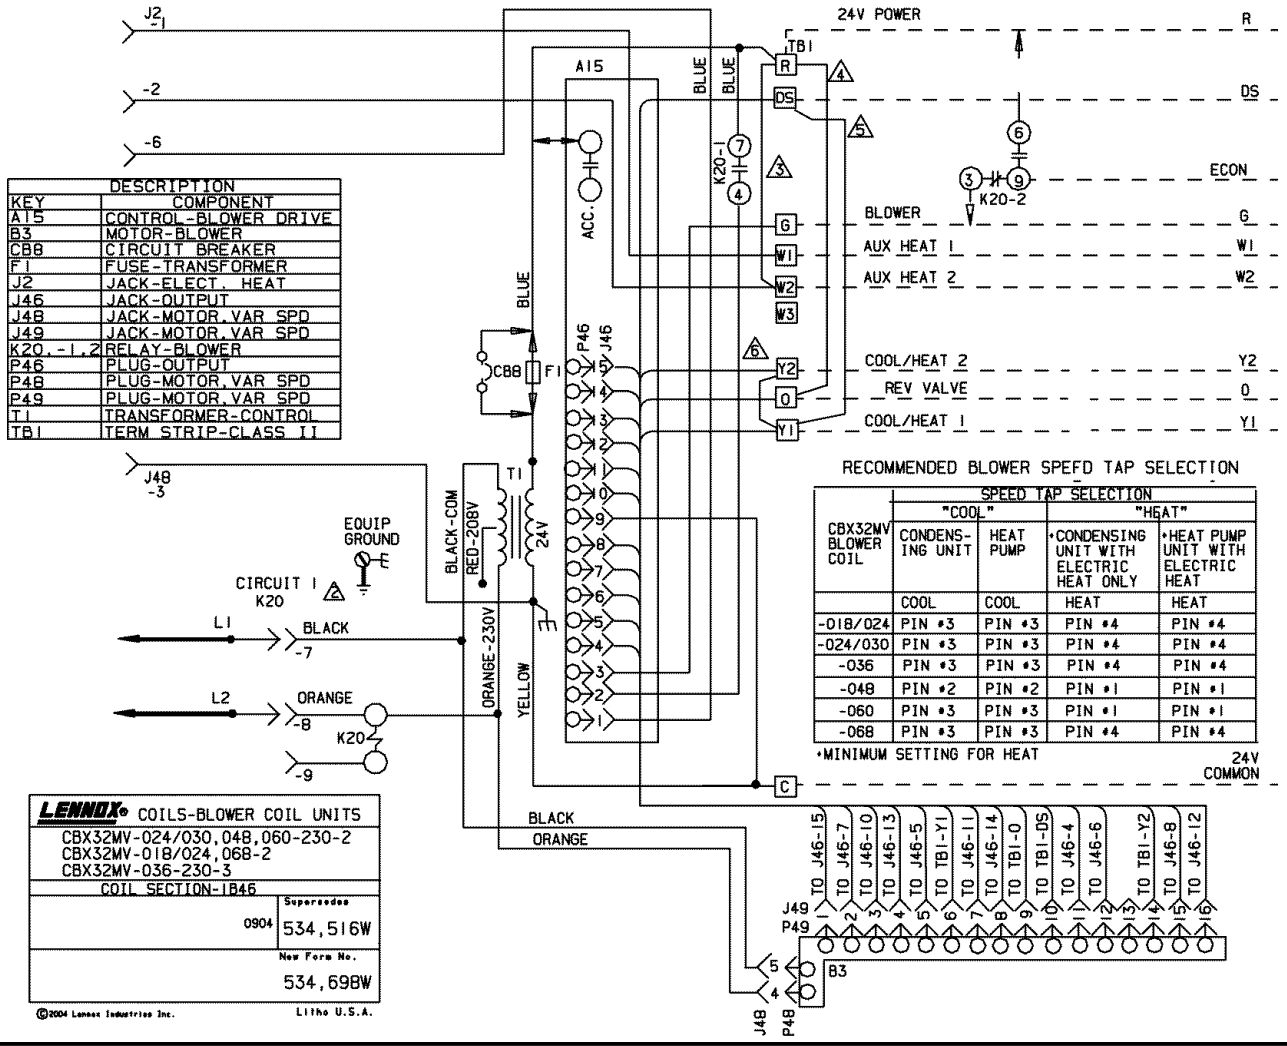 J2
-1
-2
-6
24V POWER
R
TB1
R
4
DS
DS
5
A15
BLUE
BLUE
7
K20-1
4
3
ACC.
6
3
9
K20-2
ECON
DESCRIPTION
KEY COMPONENT
A15 CONTROL-BLOWER DRIVE
B3 MOTOR-BLOWER
CB8 CIRCUIT BREAKER
F1 FUSE-TRANSFORMER
J2 JACK-ELECT. HEAT
J46 JACK-OUTPUT
J48 JACK-MOTOR,VAR SPD
J49 JACK-MOTOR,VAR SPD
K20,-1,2 RELAY-BLOWER
P46 PLUG-OUTPUT
P48 PLUG-MOTOR,VAR SPD
P49 PLUG-MOTOR,VAR SPD
T1 TRANSFORMER-CONTROL
TB1 TERM STRIP-CLASS II
G BLOWER G
W1 AUX HEAT 1 W1
W2 AUX HEAT 2 W2
W3
6
Y2 COOL/HEAT 2 Y2
O REV VALVE O
Y1 COOL/HEAT 1 Y1
BLUE
CB8 F1
P46
J46
15
14
13
12
11
10
9
8
7
6
5
4
3
2
1
J48
-3
T1
24V
BLACK-COM
RED-208V
ORANGE-230V
YELLOW
EQUIP
GROUND
CIRCUIT 1
K20
2
L1
BLACK
-7
L2
ORANGE
-8
K20
-9
RECOMMENDED BLOWER SPEED TAP SELECTION
SPEED TAP SELECTION
"COOL" "HEAT"
CBX32MV
BLOWER
COIL
CONDENS-
ING UNIT
HEAT
PUMP
*CONDENSING
UNIT WITH
ELECTRIC
HEAT ONLY
*HEAT PUMP
UNIT WITH
ELECTRIC
HEAT
COOL COOL HEAT HEAT
-018/024 PIN #3 PIN #3 PIN #4 PIN #4
-024/030 PIN #3 PIN #3 PIN #4 PIN #4
-036 PIN #3 PIN #3 PIN #4 PIN #4
-048 PIN #2 PIN #2 PIN #1 PIN #1
-060 PIN #3 PIN #3 PIN #1 PIN #1
-068 PIN #3 PIN #3 PIN #4 PIN #4
*MINIMUM SETTING FOR HEAT
C
24V
COMMON
LENNOX® COILS-BLOWER COIL UNITS
CBX32MV-024/030,048,060-230-2
CBX32MV-018/024,068-2
CBX32MV-036-230-3
COIL SECTION-1B46
Supersedes
0904 534,516W
New Form No.
534,698W
©2004 Lennox Industries Inc.
Litho U.S.A.
BLACK
ORANGE
TO J46-15
TO J46-7
TO J46-10
TO J46-13
TO J46-5
TO TB1-Y1
TO J46-11
TO J46-14
TO TB1-O
TO TB1-DS
TO J46-4
TO J46-6
TO TB1-Y2
TO J46-8
TO J46-12
J49 1 2 3 4 5 6 7 8 9 10 11 12 13 14 15 16
P49
5
4
B3
J48
P48